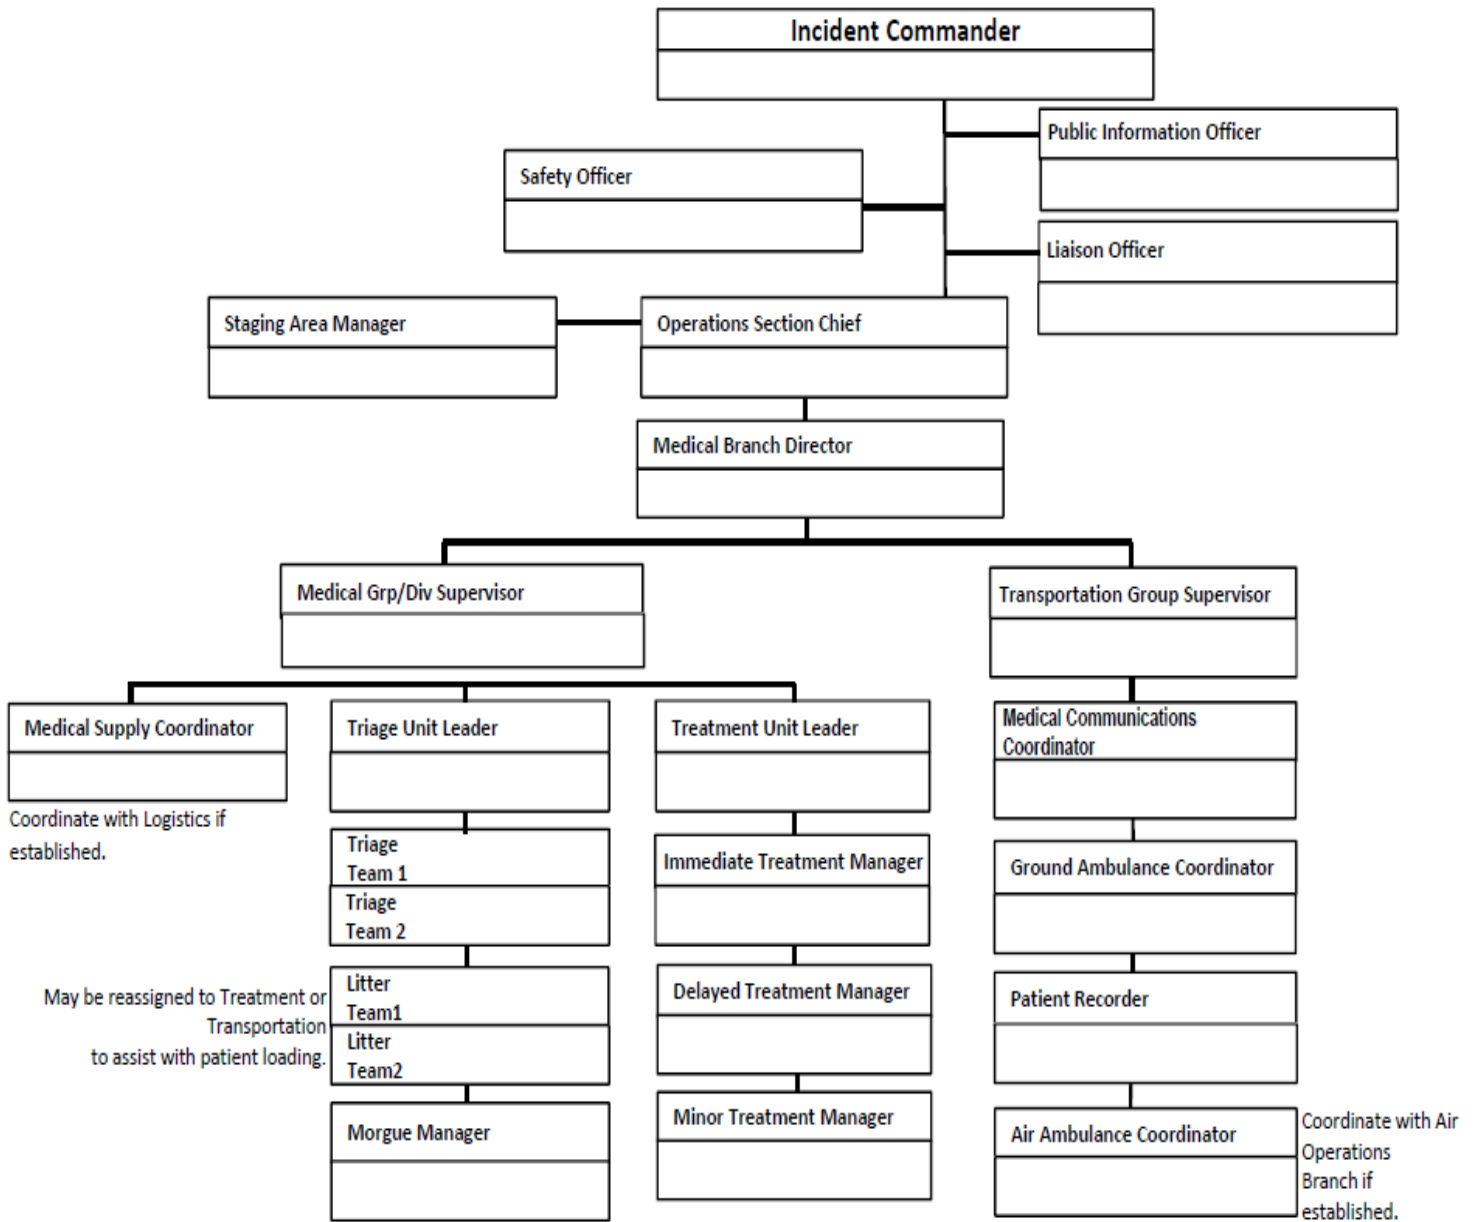 Incident Commander
Public Information Officer
Safety Officer
Liaison Officer
Staging Area Manager
Operations Section Chief
Medical Branch Director
Medical Grp/Div Supervisor
Transportation Group Supervisor
Medical Supply Coordinator
Coordinate with Logistics if
established.
Triage Unit Leader
Triage
Team 1
Triage
Team 2
May be reassigned to Treatment or
Transportation
to assist with patient loading.
Litter
Team1
Litter
Team2
Morgue Manager
Treatment Unit Leader
Immediate Treatment Manager
Delayed Treatment Manager
Minor Treatment Manager
Medical Communications
Coordinator
Ground Ambulance Coordinator
Patient Recorder
Air Ambulance Coordinator
Coordinate with Air
Operations
Branch if
established.